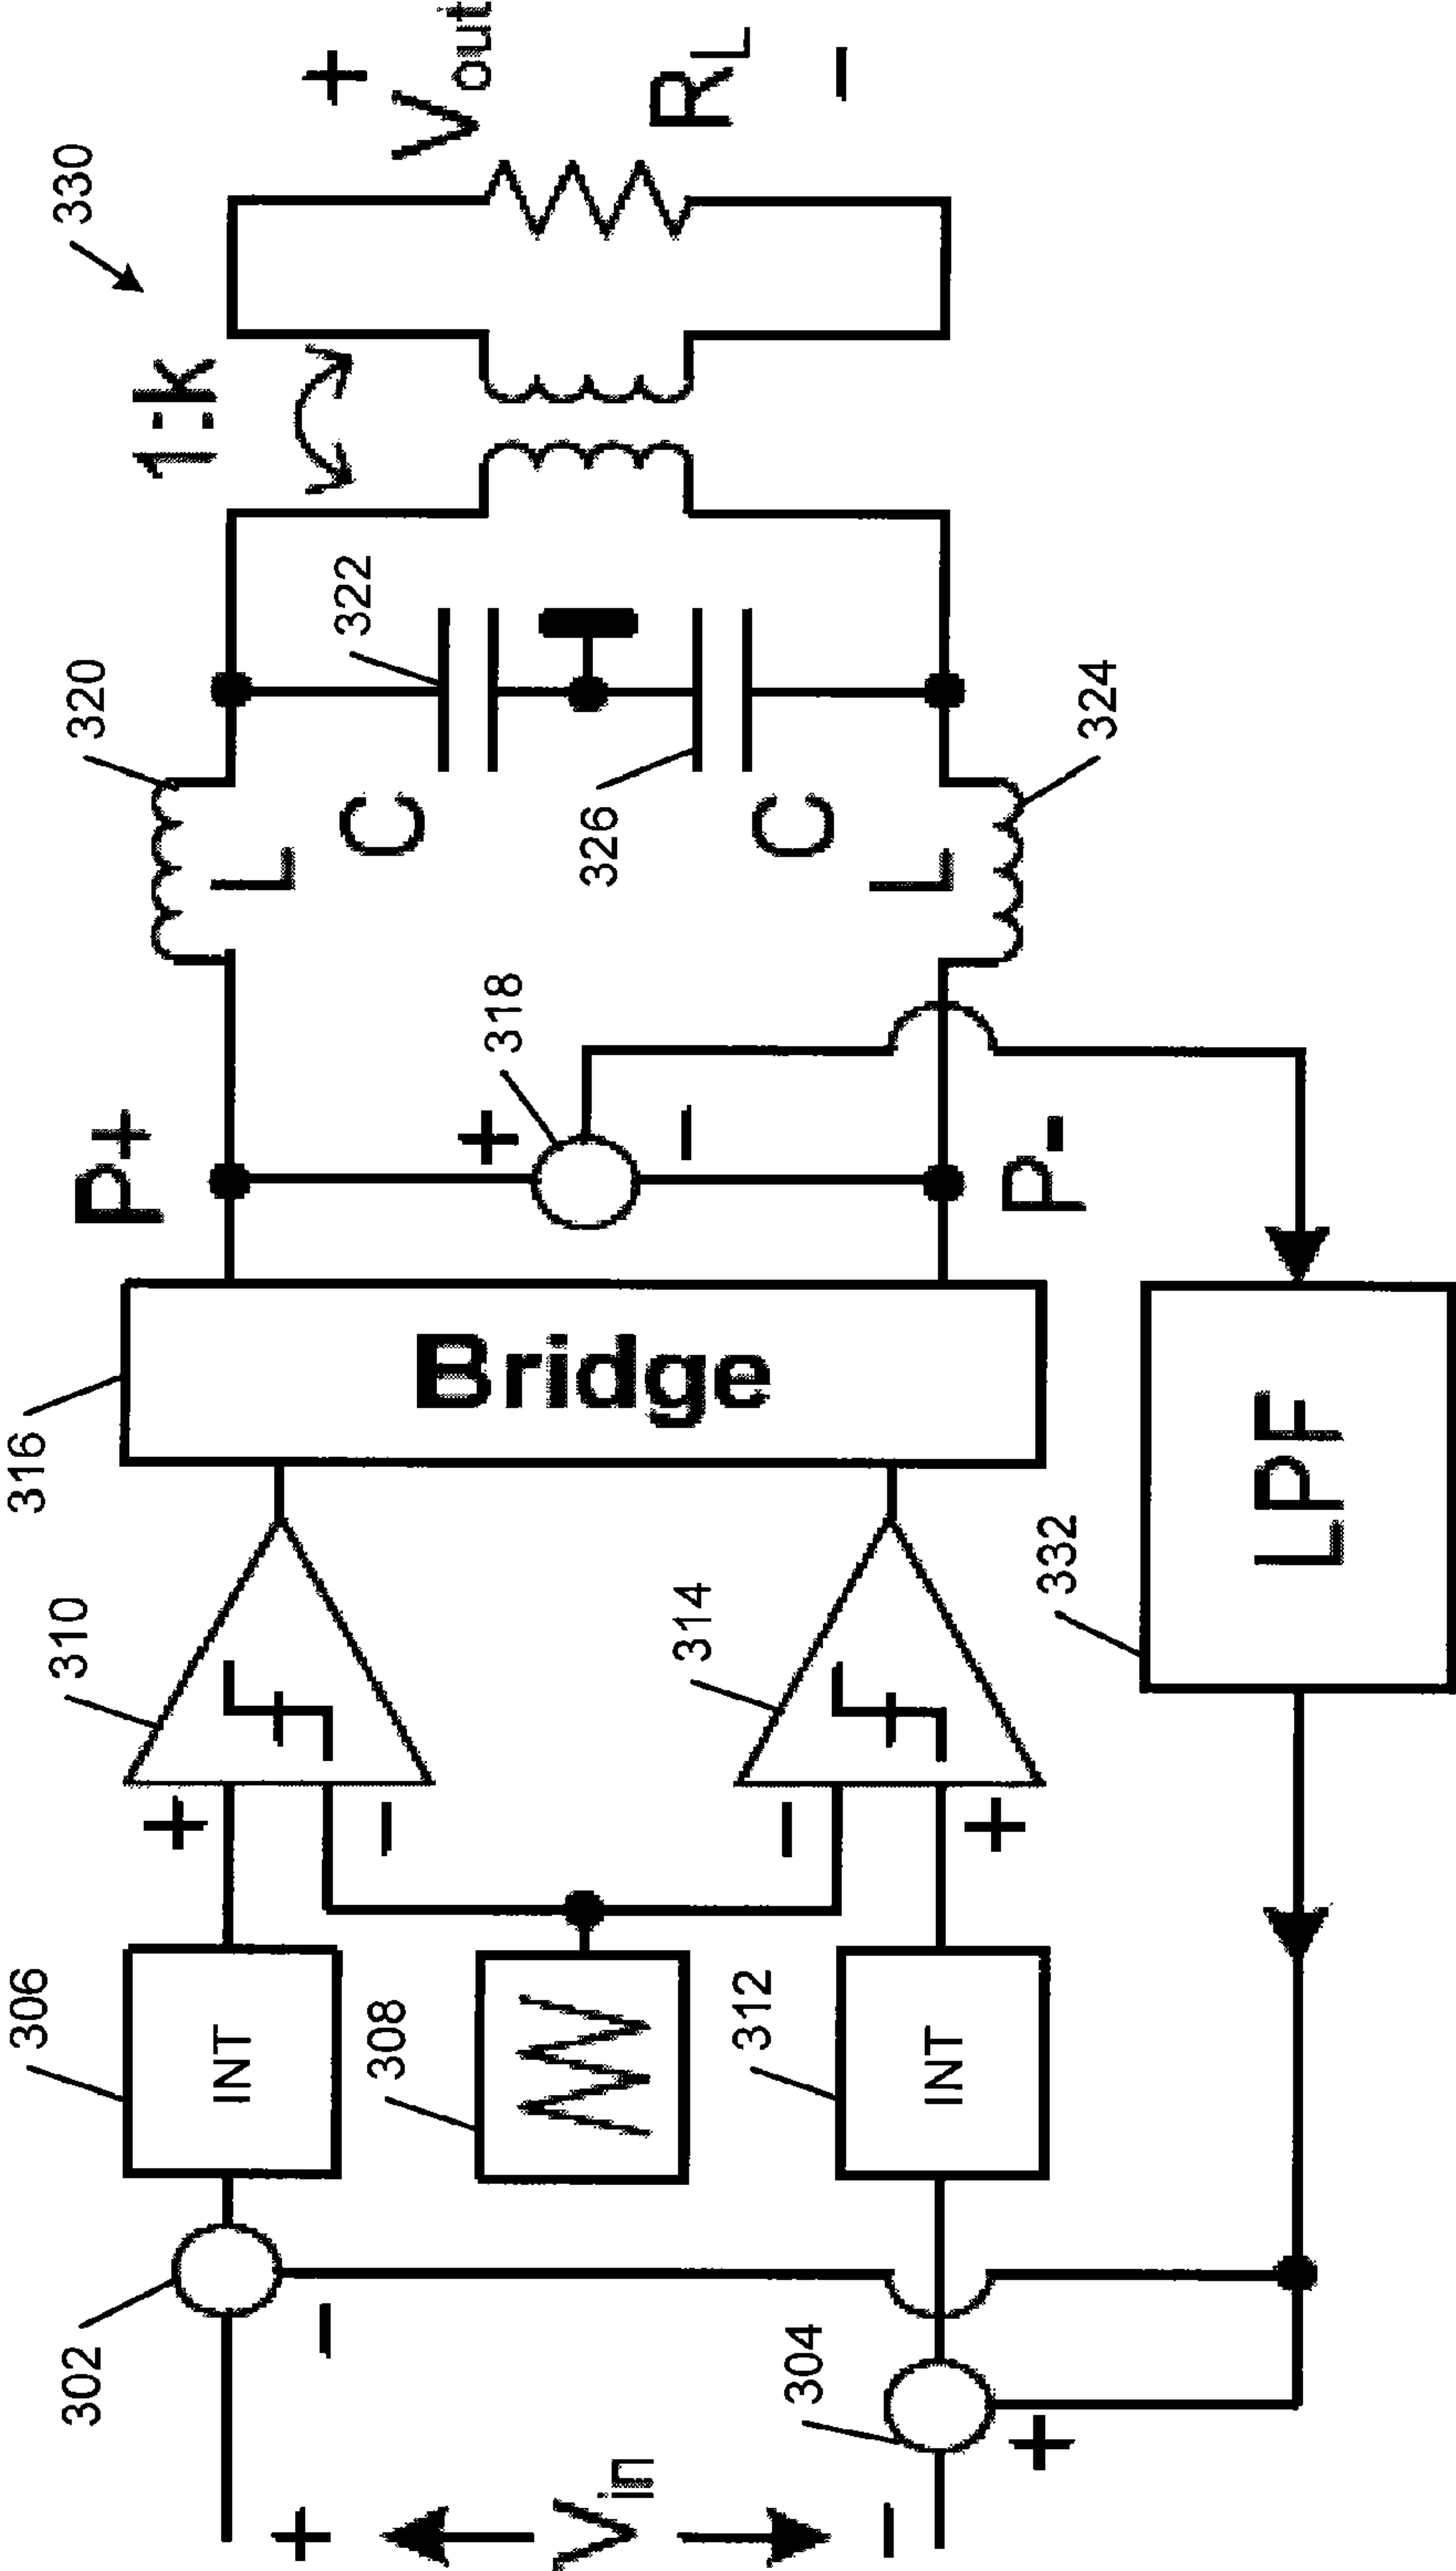 330
1:k
+
Vout
RL
−
320
L
322
C
326
C
L
324
P+
+
318
−
P-
316
Bridge
310
+
−
314
−
+
332
LPF
306
INT
308
312
INT
302
−
304
+
+
Vin
−